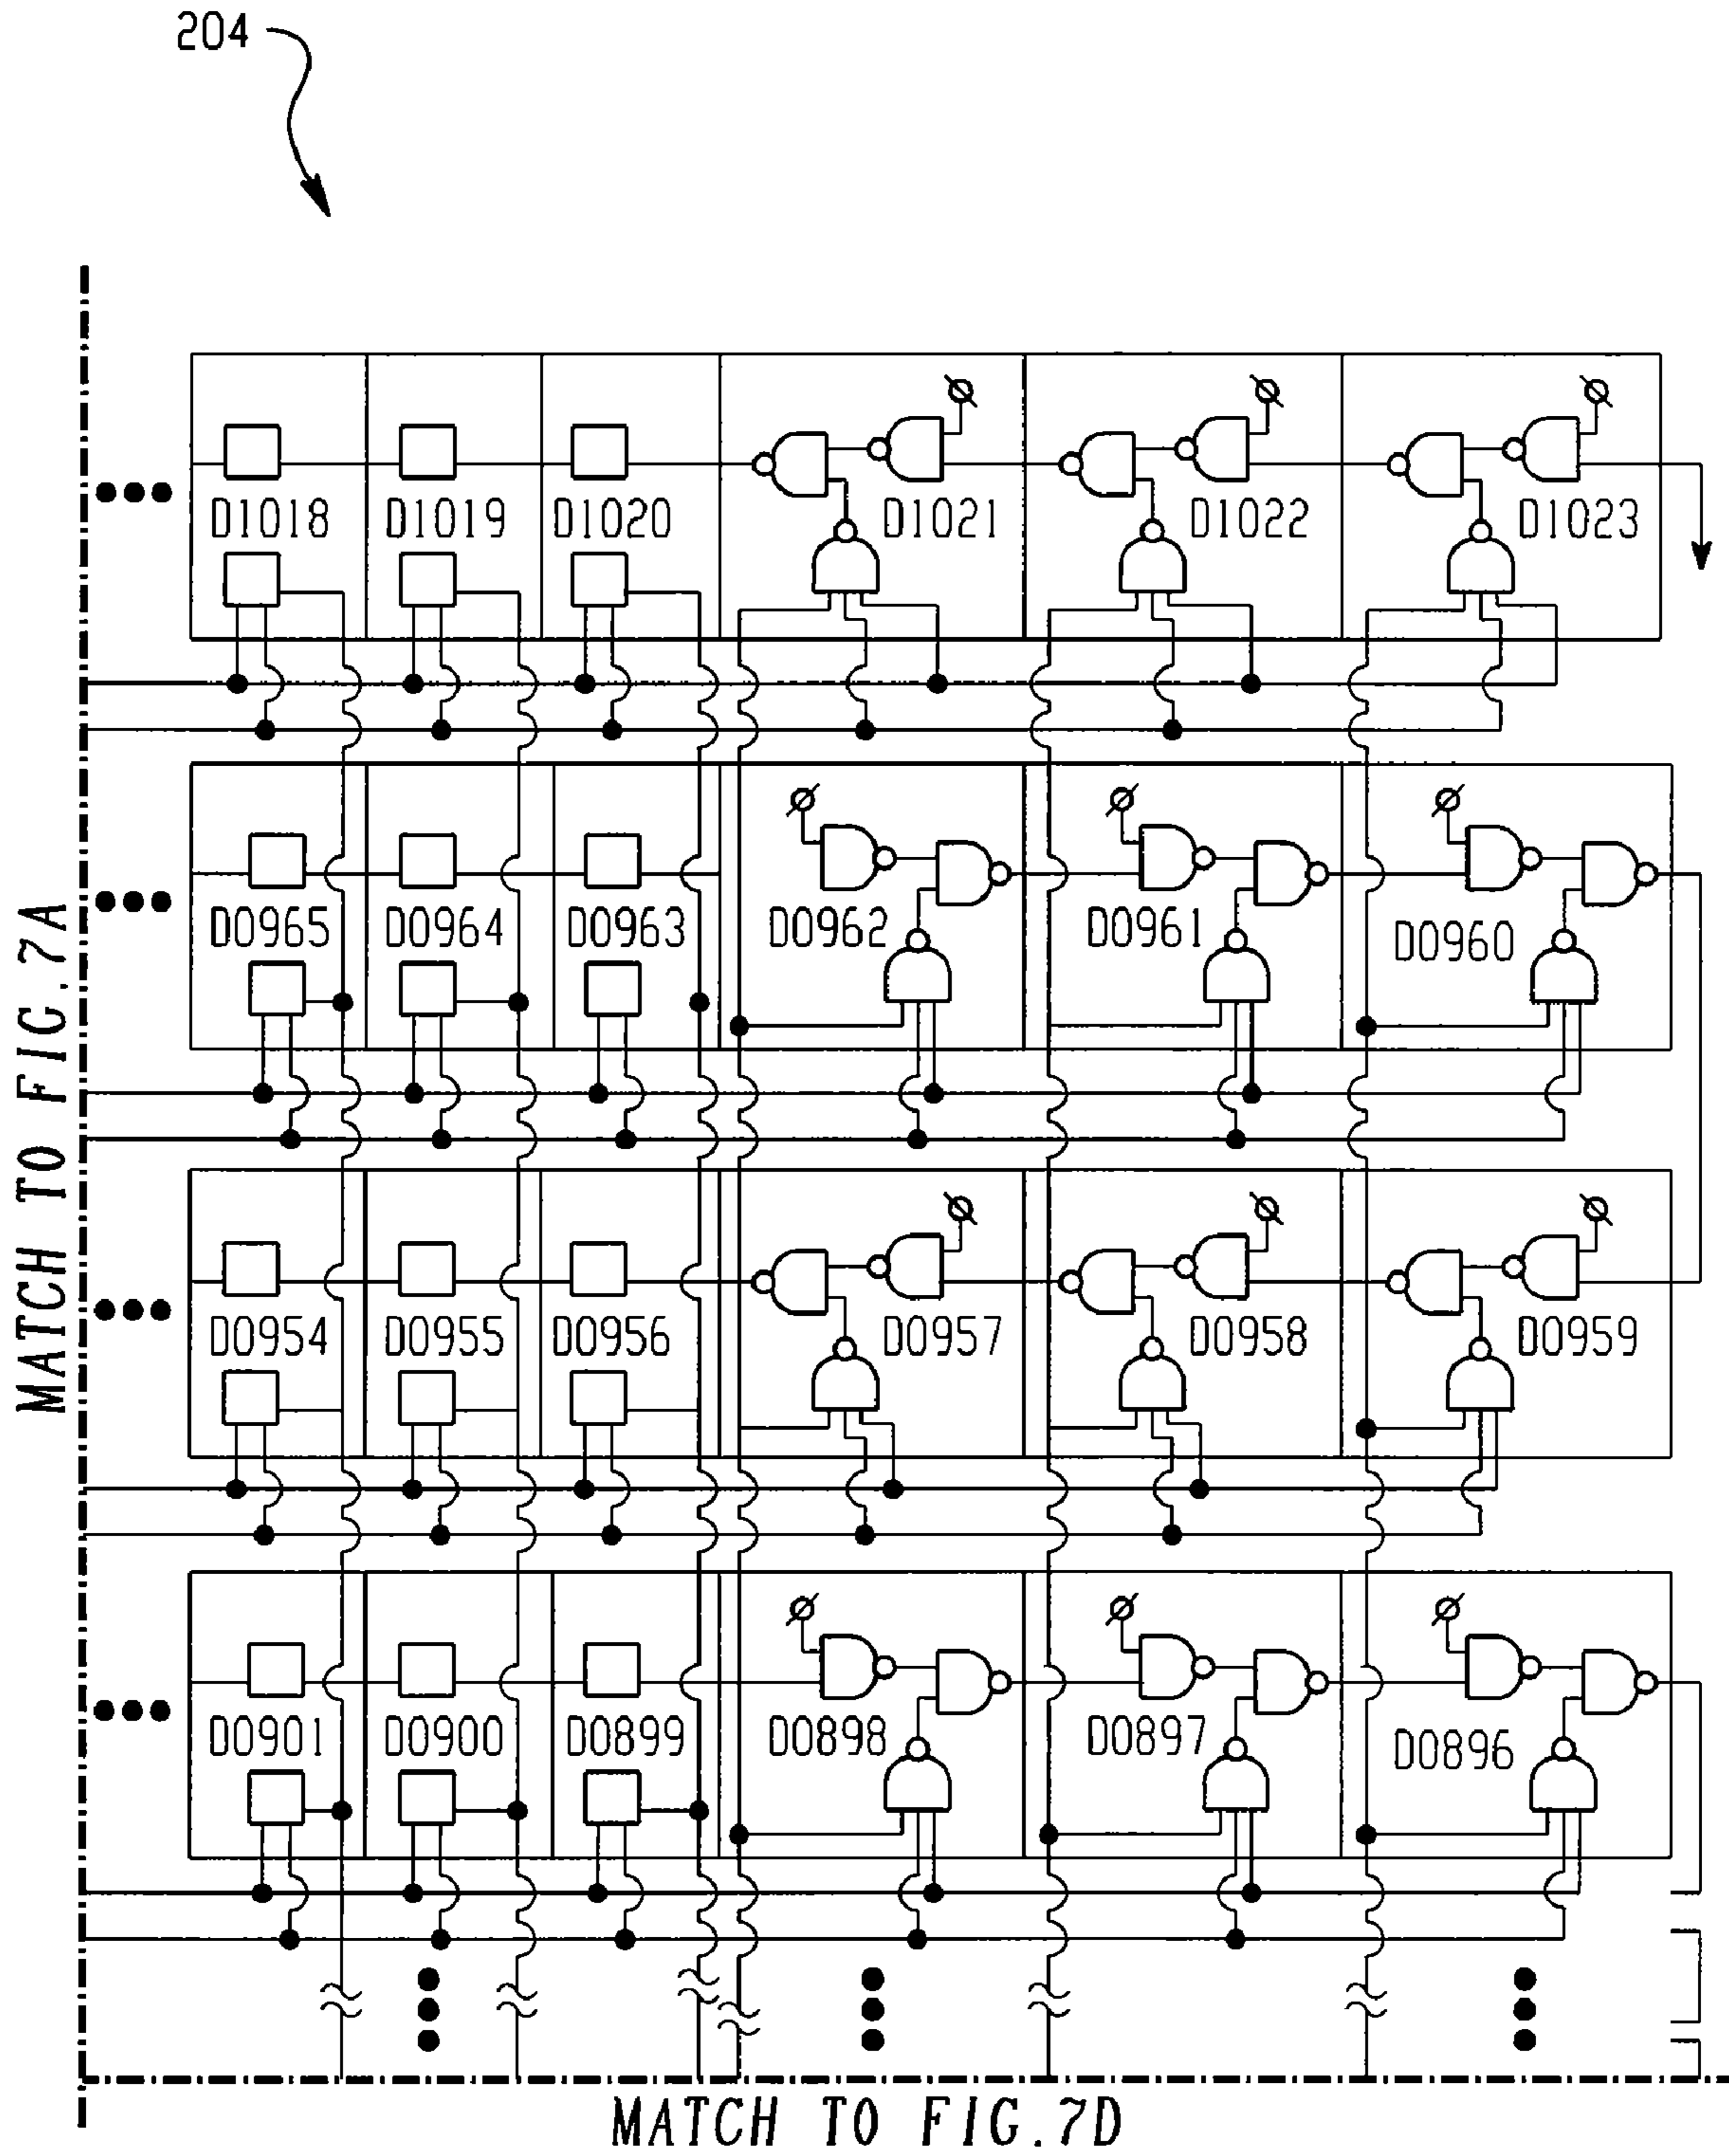 204
D1018 D1019 D1020 D1021 D1022 D1023
D0965 D0964 D0963 D0962 D0961 D0960
D0954 D0955 D0956 D0957 D0958 D0959
D0901 D0900 D0899 D0898 D0897 D0896
MATCH TO FIG.7A
MATCH TO FIG.7D